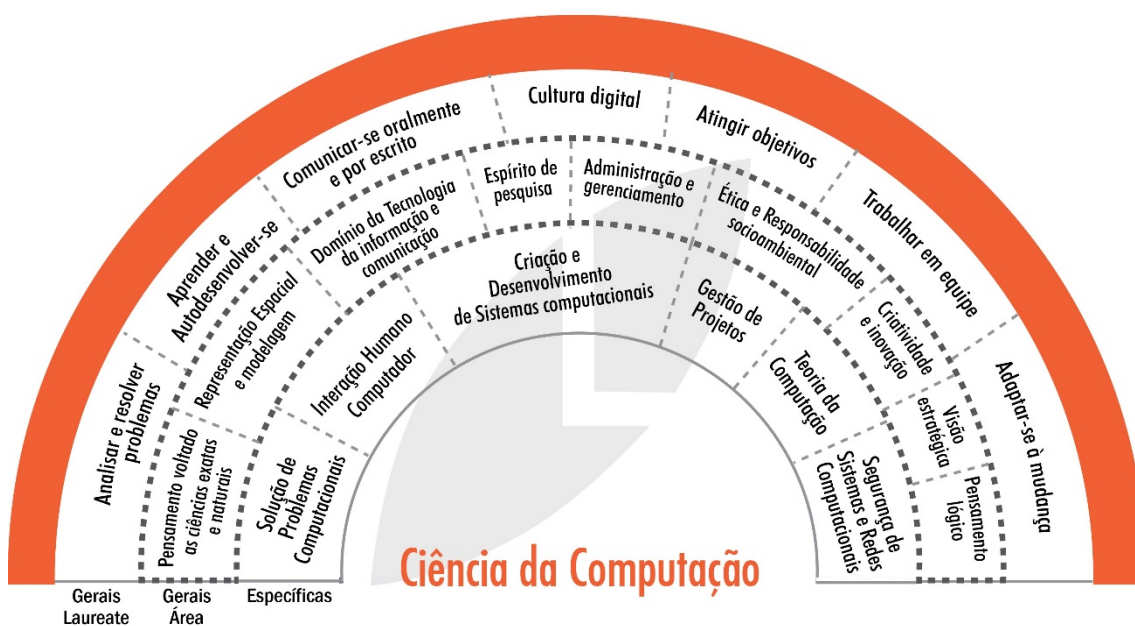 Analisar e resolver
problemas
Aprender e
Autodesenvolver-se
Comunicar-se oralmente
e por escrito
Cultura digital
Atingir objetivos
Trabalhar em equipe
Adaptar-se à mudança
Pensamento voltado
as ciências exatas
e naturais
Representação Espacial
e modelagem
Domínio da Tecnologia
da informação e
comunicação
Espírito de
pesquisa
Administração e
gerenciamento
Ética e Responsabilidade
socioambiental
Criatividade
e inovação
Visão
estratégica
Pensamento
lógico
Solução de
Problemas
Computacionais
Interação Humano
Computador
Criação e
Desenvolvimento
de Sistemas computacionais
Gestão de
Projetos
Teoria da
Computação
Segurança de
Sistemas e Redes
Computacionais
Ciência da Computação
Gerais
Laureate
Gerais
Área
Específicas